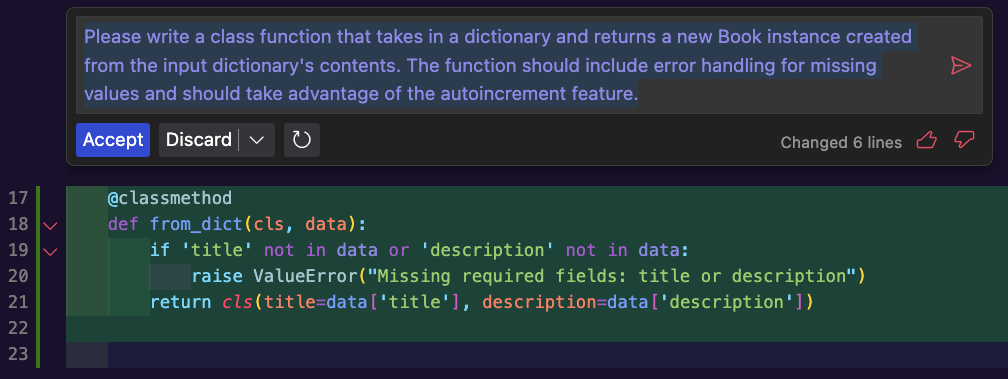 Please write a class function that takes in a dictionary and returns a new Book instance created
from the input dictionary's contents. The function should include error handling for missing
values and should take advantage of the autoincrement feature.
Accept Discard Changed 6 lines
17 @classmethod
18 def from_dict(cls, data):
19 if 'title' not in data or 'description' not in data:
20 raise ValueError("Missing required fields: title or description")
21 return cls(title=data['title'], description=data['description'])
22
23